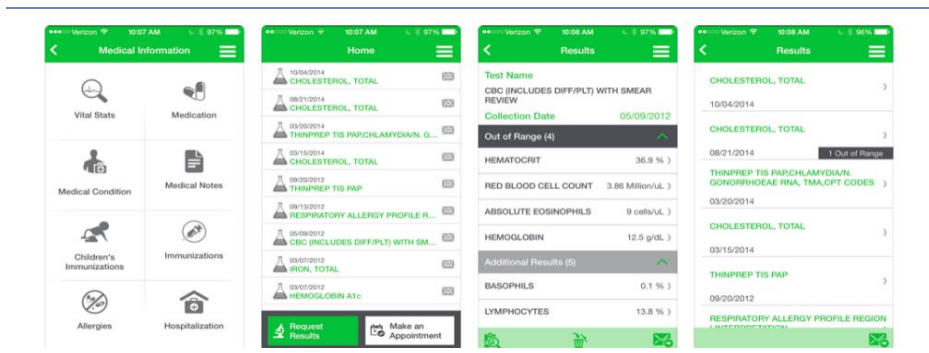 Verizon 10:07 AM 97%
Medical Information
Vital Stats
Medication
Medical Condition
Medical Notes
Children's
Immunizations
Immunizations
Allergies
Hospitalization
Verizon 10:07 AM 97%
Home
10/04/2014
CHOLESTEROL, TOTAL
08/21/2014
CHOLESTEROL, TOTAL
03/20/2014
THINPREP TIS PAP,CHLAMYDIA/N. G...
03/15/2014
CHOLESTEROL, TOTAL
09/20/2012
THINPREP TIS PAP
09/13/2012
RESPIRATORY ALLERGY PROFILE R...
05/09/2012
CBC (INCLUDES DIFF/PLT) WITH SM...
03/07/2012
IRON, TOTAL
03/07/2012
HEMOGLOBIN A1c
Request
Results
Make an
Appointment
Verizon 10:08 AM 97%
Results
Test Name
CBC (INCLUDES DIFF/PLT) WITH SMEAR
REVIEW
Collection Date 05/09/2012
Out of Range (4)
HEMATOCRIT 36.9 %
RED BLOOD CELL COUNT 3.86 Million/uL
ABSOLUTE EOSINOPHILS 9 cells/uL
HEMOGLOBIN 12.5 g/dL
Additional Results (5)
BASOPHILS 0.1 %
LYMPHOCYTES 13.8 %
Verizon 10:08 AM 96%
Results
CHOLESTEROL, TOTAL
10/04/2014
CHOLESTEROL, TOTAL
08/21/2014 1 Out of Range
THINPREP TIS PAP,CHLAMYDIA/N.
GONORRHOEAE RNA, TMA,CPT CODES
03/20/2014
CHOLESTEROL, TOTAL
03/15/2014
THINPREP TIS PAP
09/20/2012
RESPIRATORY ALLERGY PROFILE REGION